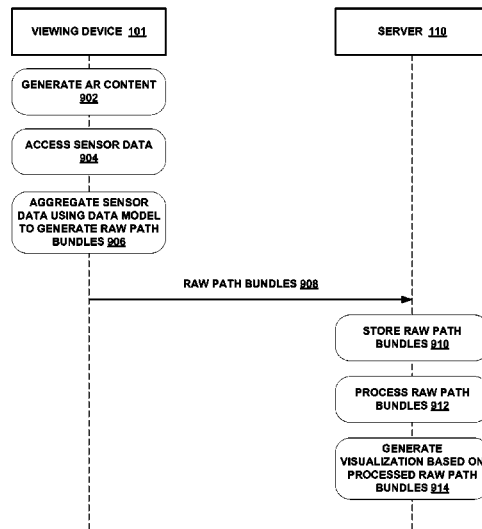 VIEWING DEVICE 101
SERVER 110
GENERATE AR CONTENT
902
ACCESS SENSOR DATA
904
AGGREGATE SENSOR
DATA USING DATA MODEL
TO GENERATE RAW PATH
BUNDLES 906
RAW PATH BUNDLES 908
STORE RAW PATH
BUNDLES 910
PROCESS RAW PATH
BUNDLES 912
GENERATE
VISUALIZATION BASED ON
PROCESSED RAW PATH
BUNDLES 914